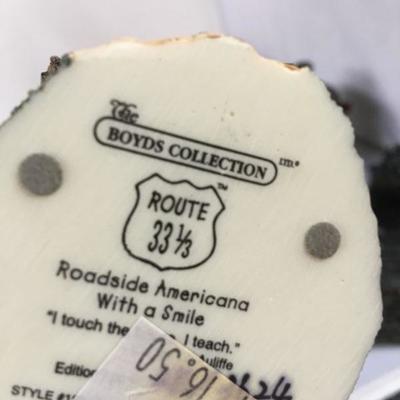 The
BOYDS COLLECTION LTD.®
™
ROUTE
33 1/3
Roadside Americana
With a Smile
"I touch the I teach."
Edition
STYLE #
16.50